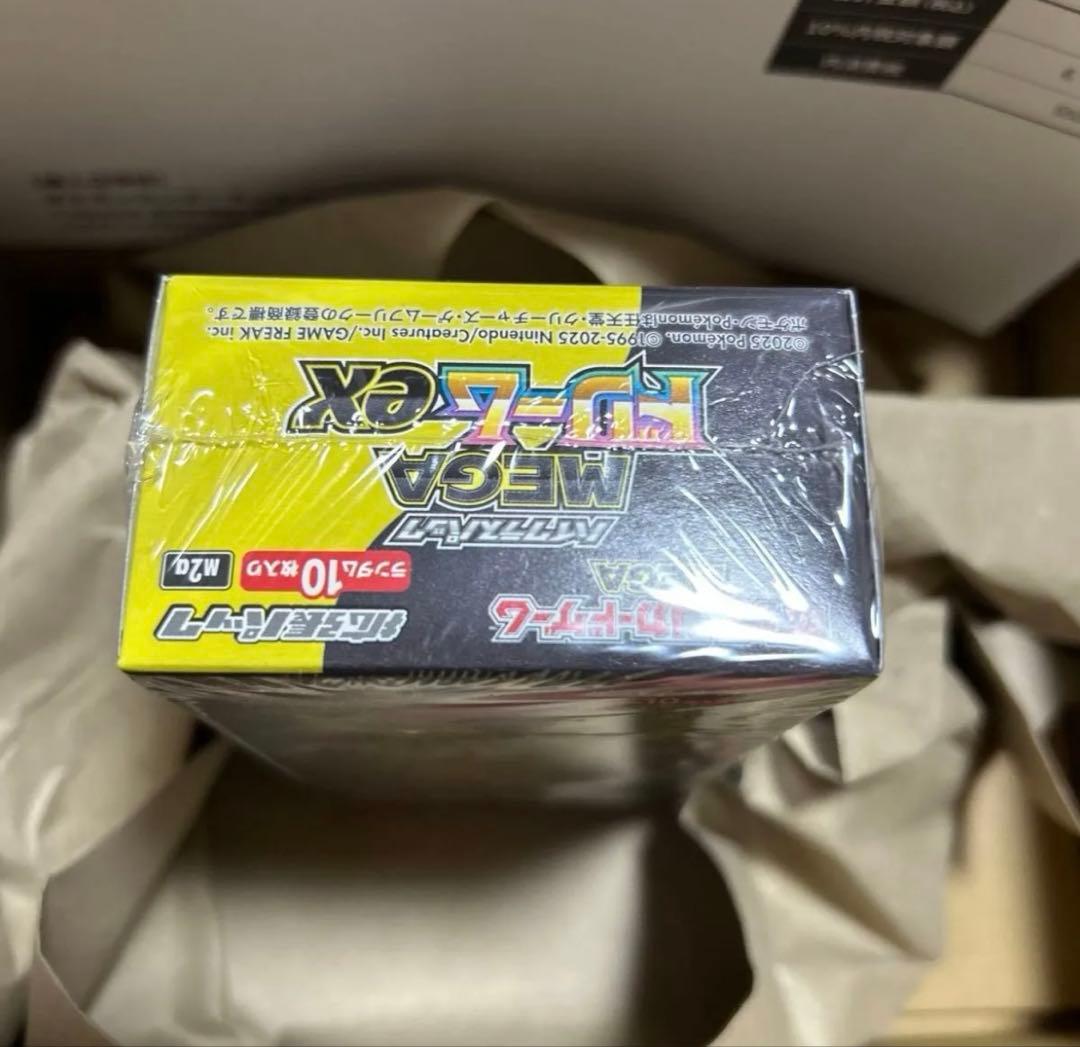 カードゲーム
拡張パック
MEGA
ランダム10枚入り
M2a
ハイクラスパック
MEGA
ドリームex
©2025 Pokémon. ©1995-2025 Nintendo/Creatures Inc./GAME FREAK inc.
ポケモン・Pokémonは任天堂・クリーチャーズ・ゲームフリークの登録商標です。